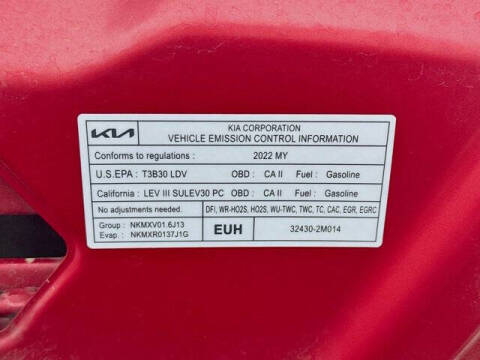 KIA
KIA CORPORATION
VEHICLE EMISSION CONTROL INFORMATION
Conforms to regulations : 2022 MY
U.S.EPA : T3B30 LDV OBD : CA II Fuel : Gasoline
California : LEV III SULEV30 PC OBD : CA II Fuel : Gasoline
No adjustments needed. DFI, WR-HO2S, HO2S, WU-TWC, TWC, TC, CAC, EGR, EGRC
Group : NKMXV01.6J13
Evap. : NKMXR0137J1G
EUH 32430-2M014